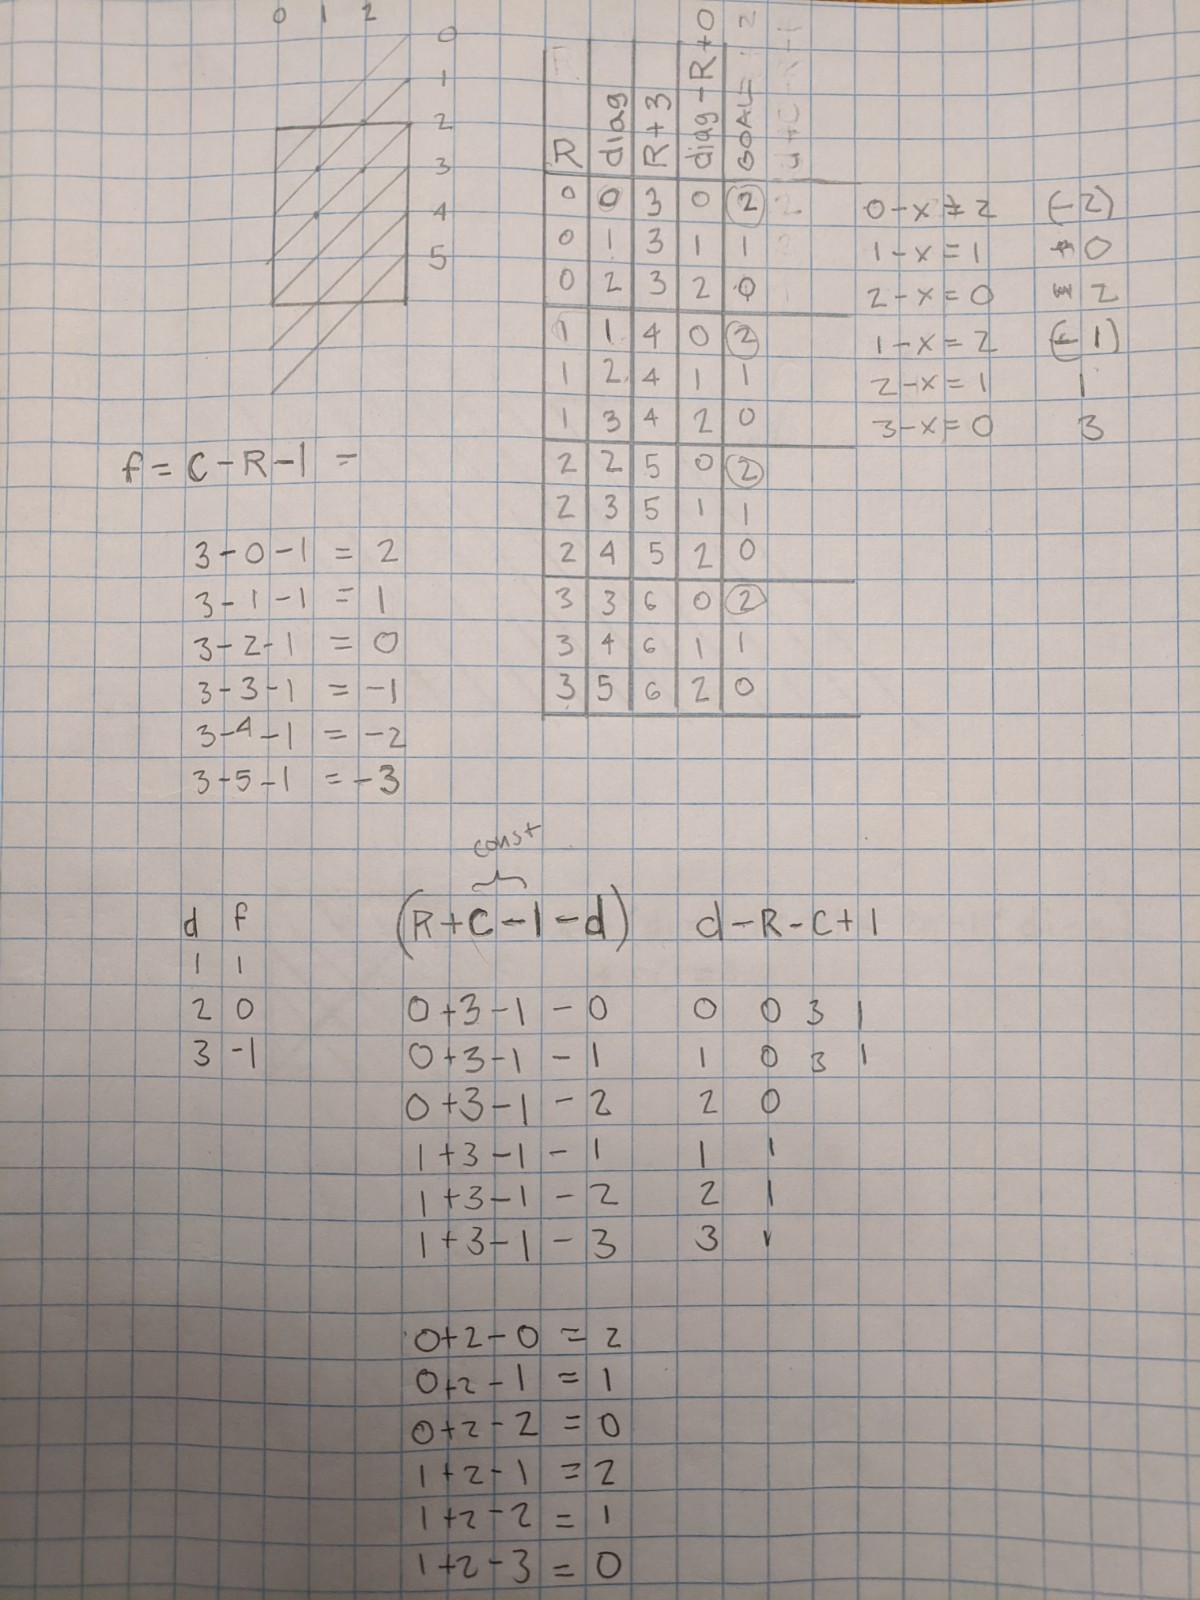 0 1 2
0
1
2
3
4
5
R diag R+3 diag-R+0 GOAL=
0 0 3 0 2
0 1 3 1 1
0 2 3 2 0
1 1 4 0 2
1 2 4 1 1
1 3 4 2 0
2 2 5 0 2
2 3 5 1 1
2 4 5 2 0
3 3 6 0 2
3 4 6 1 1
3 5 6 2 0
0-x=2 (-2)
1-x=1 0
2-x=0 2
1-x=2 (-1)
2-x=1 1
3-x=0 3
f=C-R-1=
3-0-1 = 2
3-1-1 = 1
3-2-1 = 0
3-3-1 = -1
3-4-1 = -2
3-5-1 = -3
d f
1 1
2 0
3 -1
const
(R+C-1-d) d-R-C+1
0+3-1-0 0 0 3 1
0+3-1-1 1 0 3 1
0+3-1-2 2 0
1+3-1-1 1 1
1+3-1-2 2 1
1+3-1-3 3 1
0+2-0 = 2
0+2-1 = 1
0+2-2 = 0
1+2-1 = 2
1+2-2 = 1
1+2-3 = 0